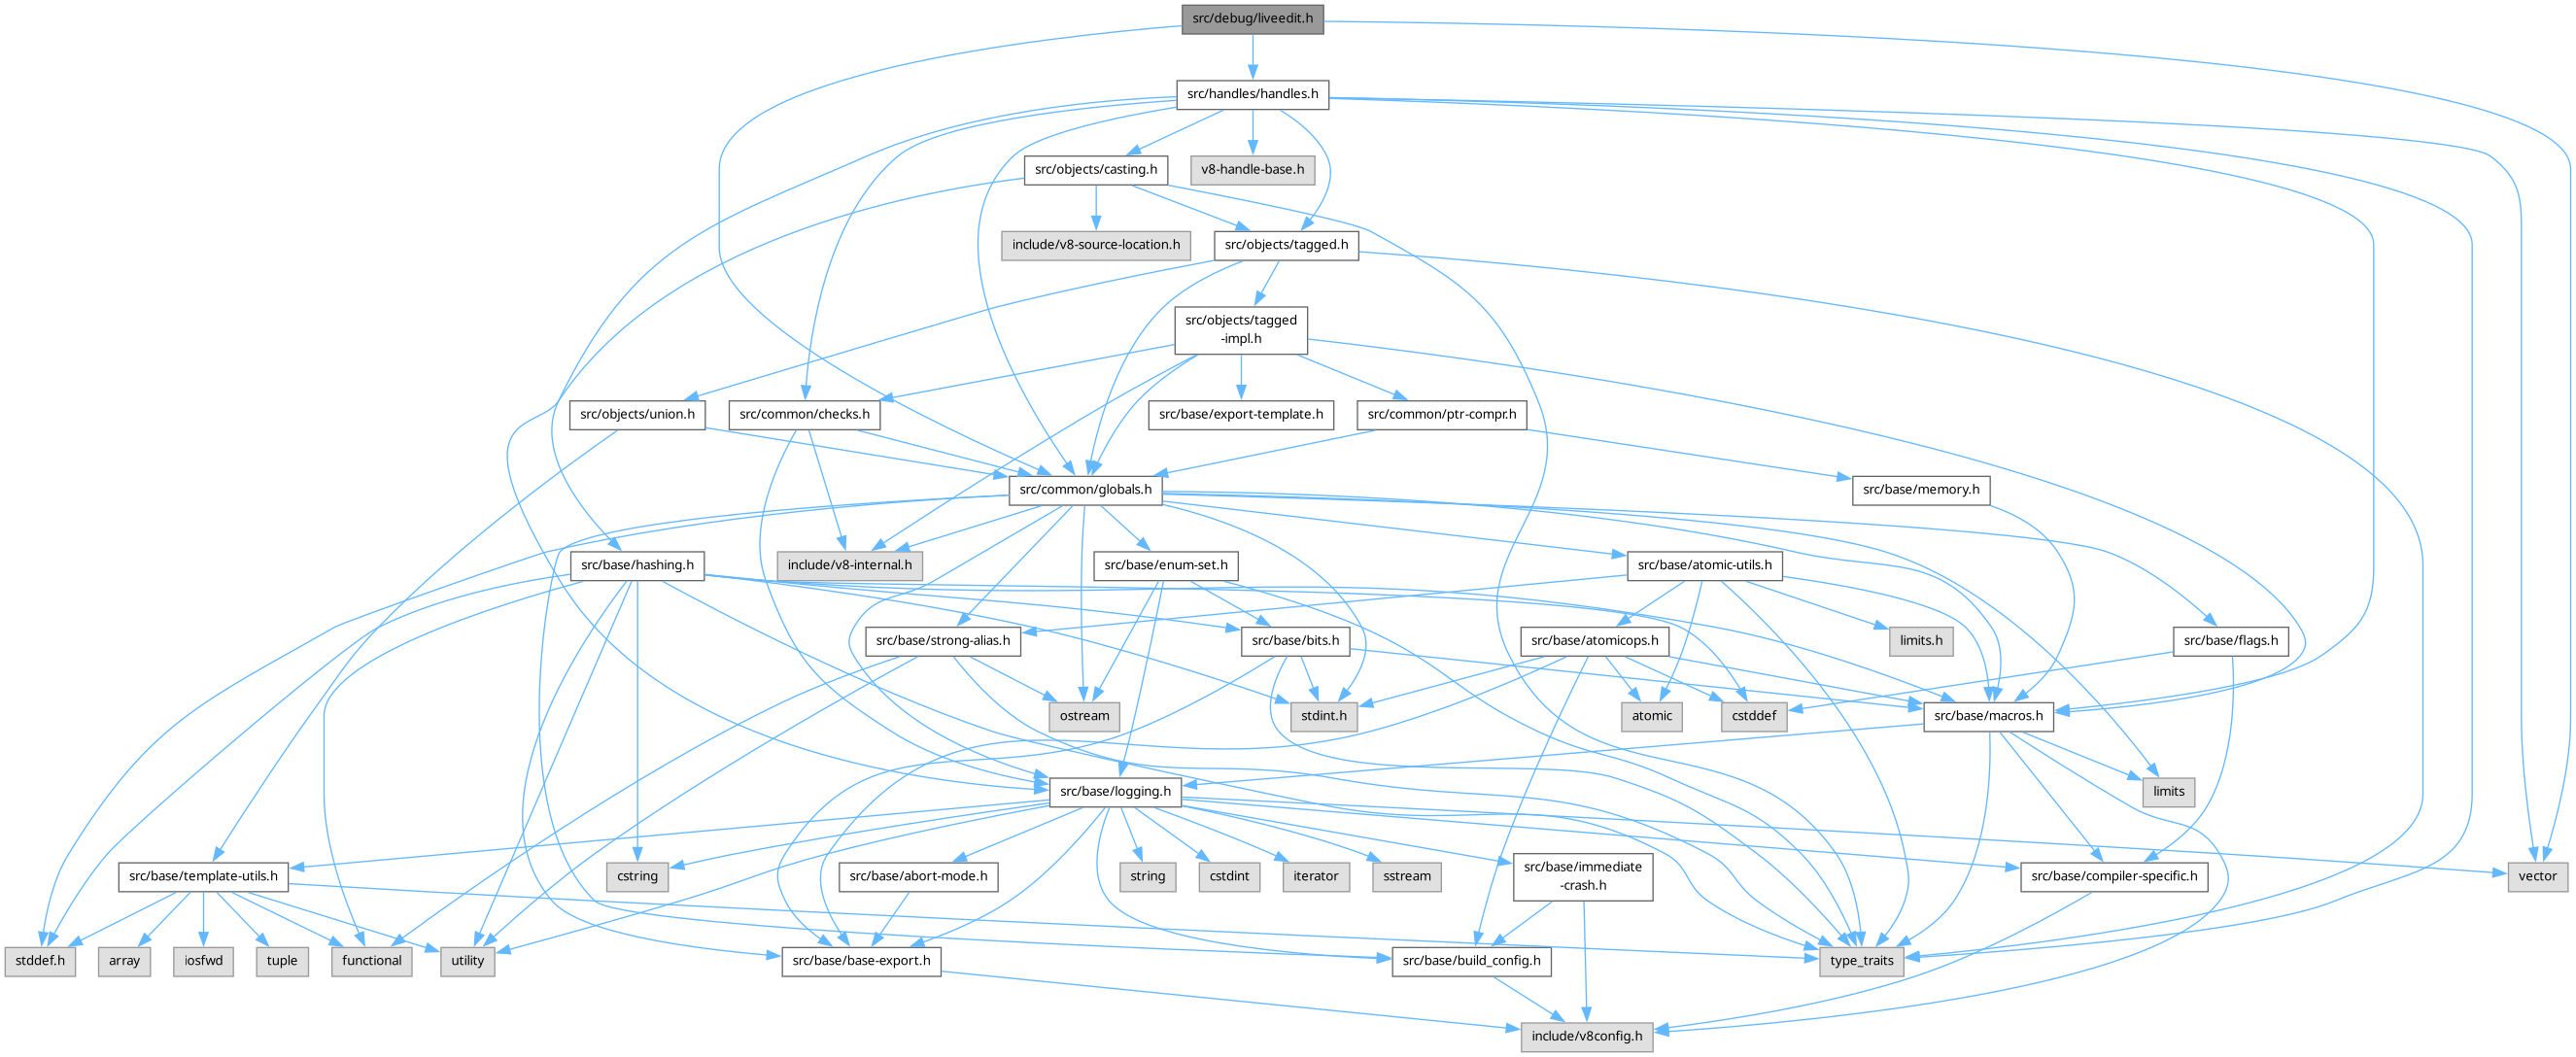 src/debug/liveedit.h
src/handles/handles.h
src/objects/casting.h
v8-handle-base.h
include/v8-source-location.h
src/objects/tagged.h
src/objects/tagged
-impl.h
src/objects/union.h
src/common/checks.h
src/base/export-template.h
src/common/ptr-compr.h
src/common/globals.h
src/base/memory.h
src/base/hashing.h
include/v8-internal.h
src/base/enum-set.h
src/base/atomic-utils.h
src/base/strong-alias.h
src/base/bits.h
src/base/atomicops.h
limits.h
src/base/flags.h
ostream
stdint.h
atomic
cstddef
src/base/macros.h
src/base/logging.h
limits
src/base/template-utils.h
cstring
src/base/abort-mode.h
string
cstdint
iterator
sstream
src/base/immediate
-crash.h
src/base/compiler-specific.h
vector
stddef.h
array
iosfwd
tuple
functional
utility
src/base/base-export.h
src/base/build_config.h
type_traits
include/v8config.h